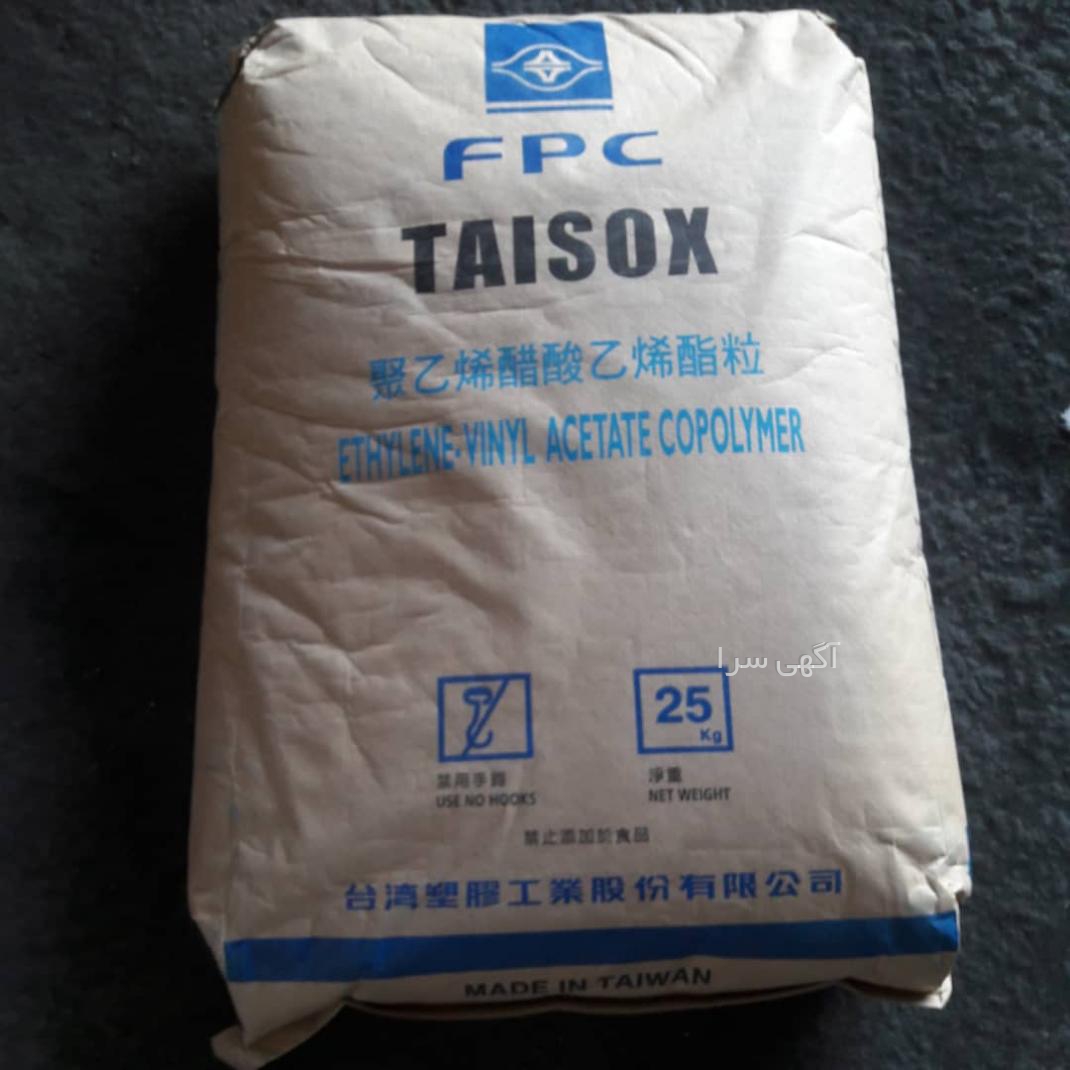 FPC
TAISOX
聚乙烯醋酸乙烯酯粒
ETHYLENE-VINYL ACETATE COPOLYMER
آگهی سرا
25
Kg
禁用手鉤
USE NO HOOKS
淨重
NET WEIGHT
禁止添加於食品
台湾塑膠工業股份有限公司
MADE IN TAIWAN